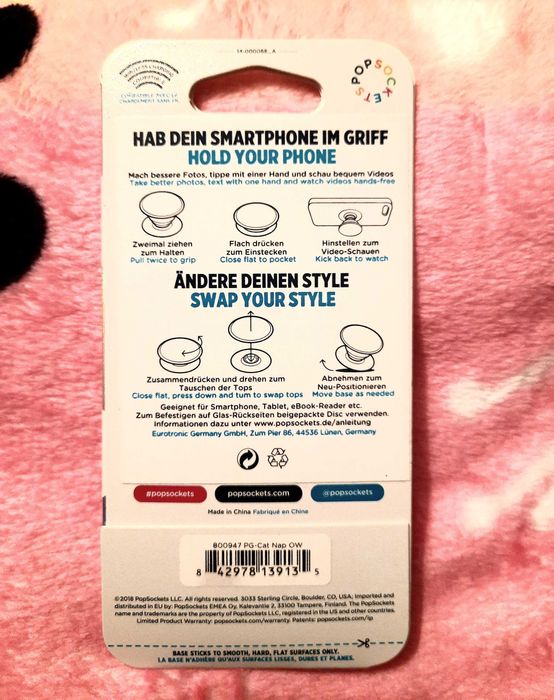 14-000088_A
WIRELESS CHARGING
COMPATIBLE
COMPATIBLE AVEC LA
CHARGEMENT SANS FIL
POPSOCKETS
HAB DEIN SMARTPHONE IM GRIFF
HOLD YOUR PHONE
Mach bessere Fotos, tippe mit einer Hand und schau bequem Videos
Take better photos, text with one hand and watch videos hands-free
Zweimal ziehen
zum Halten
Pull twice to grip
Flach drücken
zum Einstecken
Close flat to pocket
Hinstellen zum
Video-Schauen
Kick back to watch
ÄNDERE DEINEN STYLE
SWAP YOUR STYLE
Zusammendrücken und drehen zum
Tauschen der Tops
Close flat, press down and turn to swap tops
Abnehmen zum
Neu-Positionieren
Move base as needed
Geeignet für Smartphone, Tablet, eBook-Reader etc.
Zum Befestigen auf Glas-Rückseiten beigepackte Disc verwenden.
Informationen dazu unter www.popsockets.de/anleitung
Eurotronic Germany GmbH, Zum Pier 86, 44536 Lünen, Germany
#popsockets
popsockets.com
@popsockets
Made in China Fabriqué en Chine
800947 PG-Cat Nap OW
8 42978 13913 5
©2018 PopSockets LLC. All rights reserved. 3033 Sterling Circle, Boulder, CO, USA; Imported and
distributed in EU by: PopSockets EMEA Oy, Kalevantie 2, 33100 Tampere, Finland. The PopSockets
name and trademarks are the property of PopSockets LLC, registered in the US and other countries.
Limited Product Warranty: popsockets.com/warranty. Patents: popsockets.com/ip
BASE STICKS TO SMOOTH, HARD, FLAT SURFACES ONLY.
LA BASE N'ADHÈRE QU'AUX SURFACES LISSES, DURES ET PLANES.